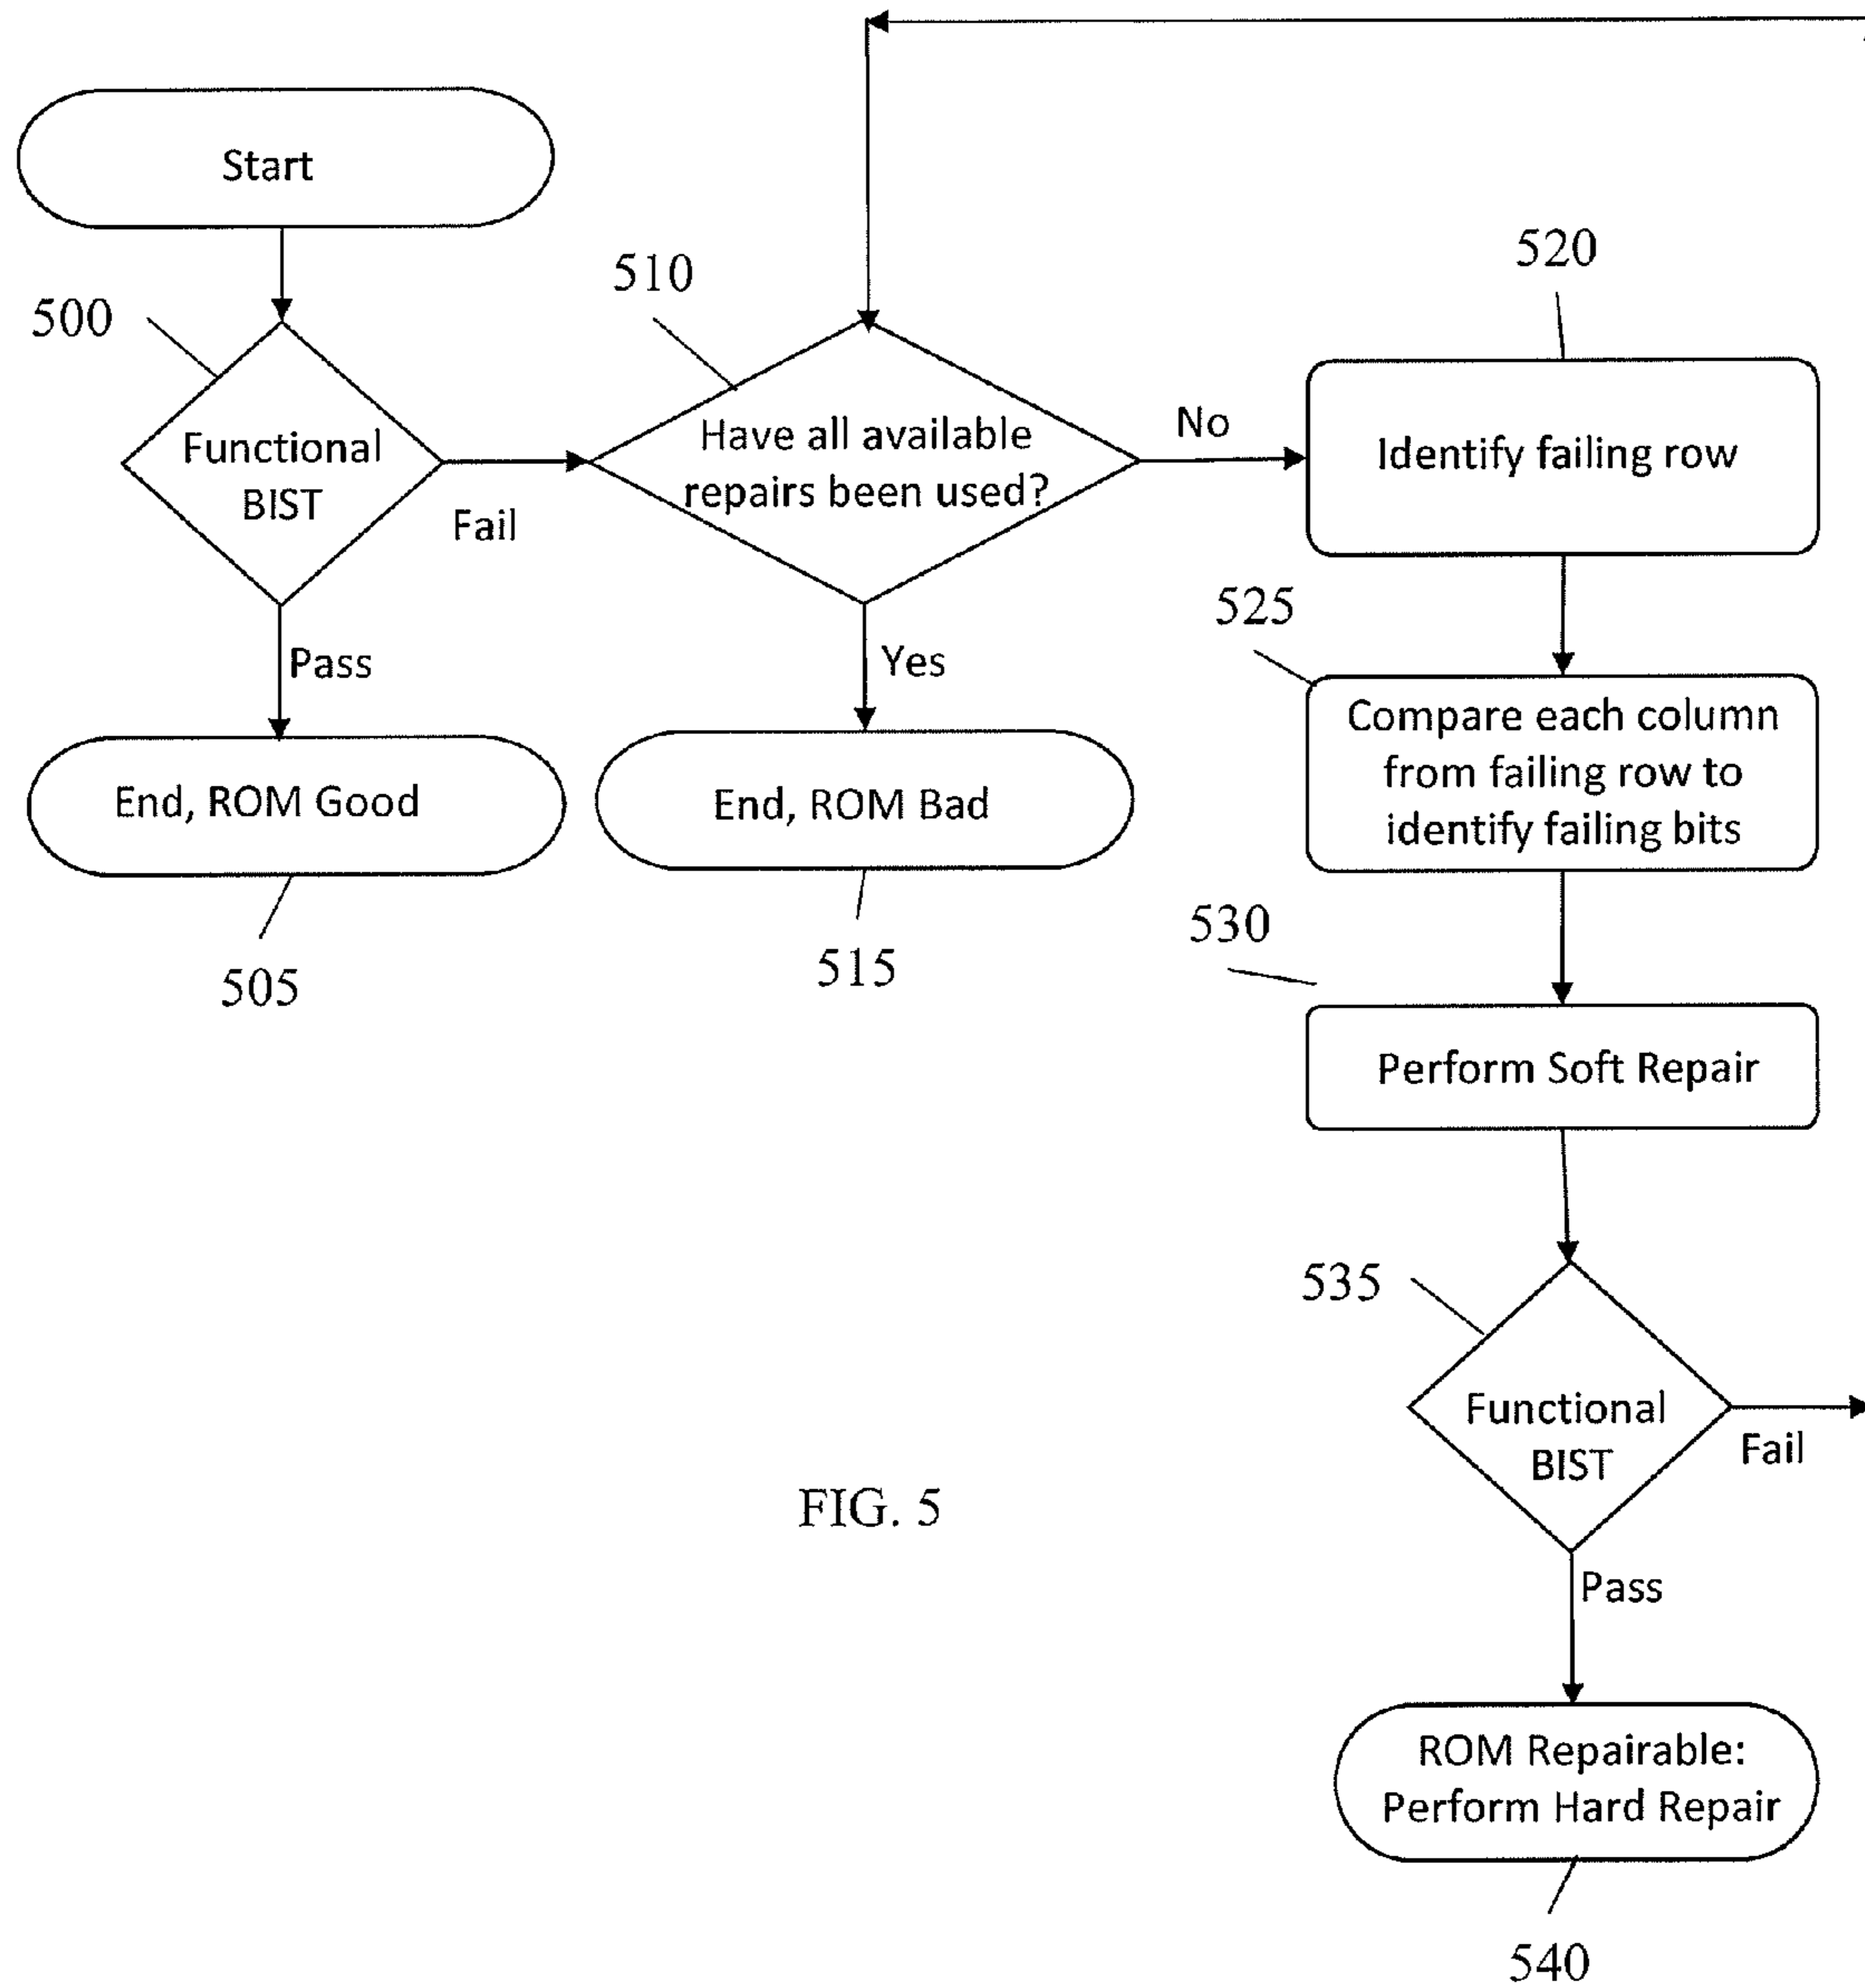 Start
500
Functional
BIST
Fail
Pass
End, ROM Good
505
510
Have all available
repairs been used?
No
Yes
End, ROM Bad
515
520
Identify failing row
525
Compare each column
from failing row to
identify failing bits
530
Perform Soft Repair
535
Functional
BIST
Fail
Pass
ROM Repairable:
Perform Hard Repair
540
FIG. 5